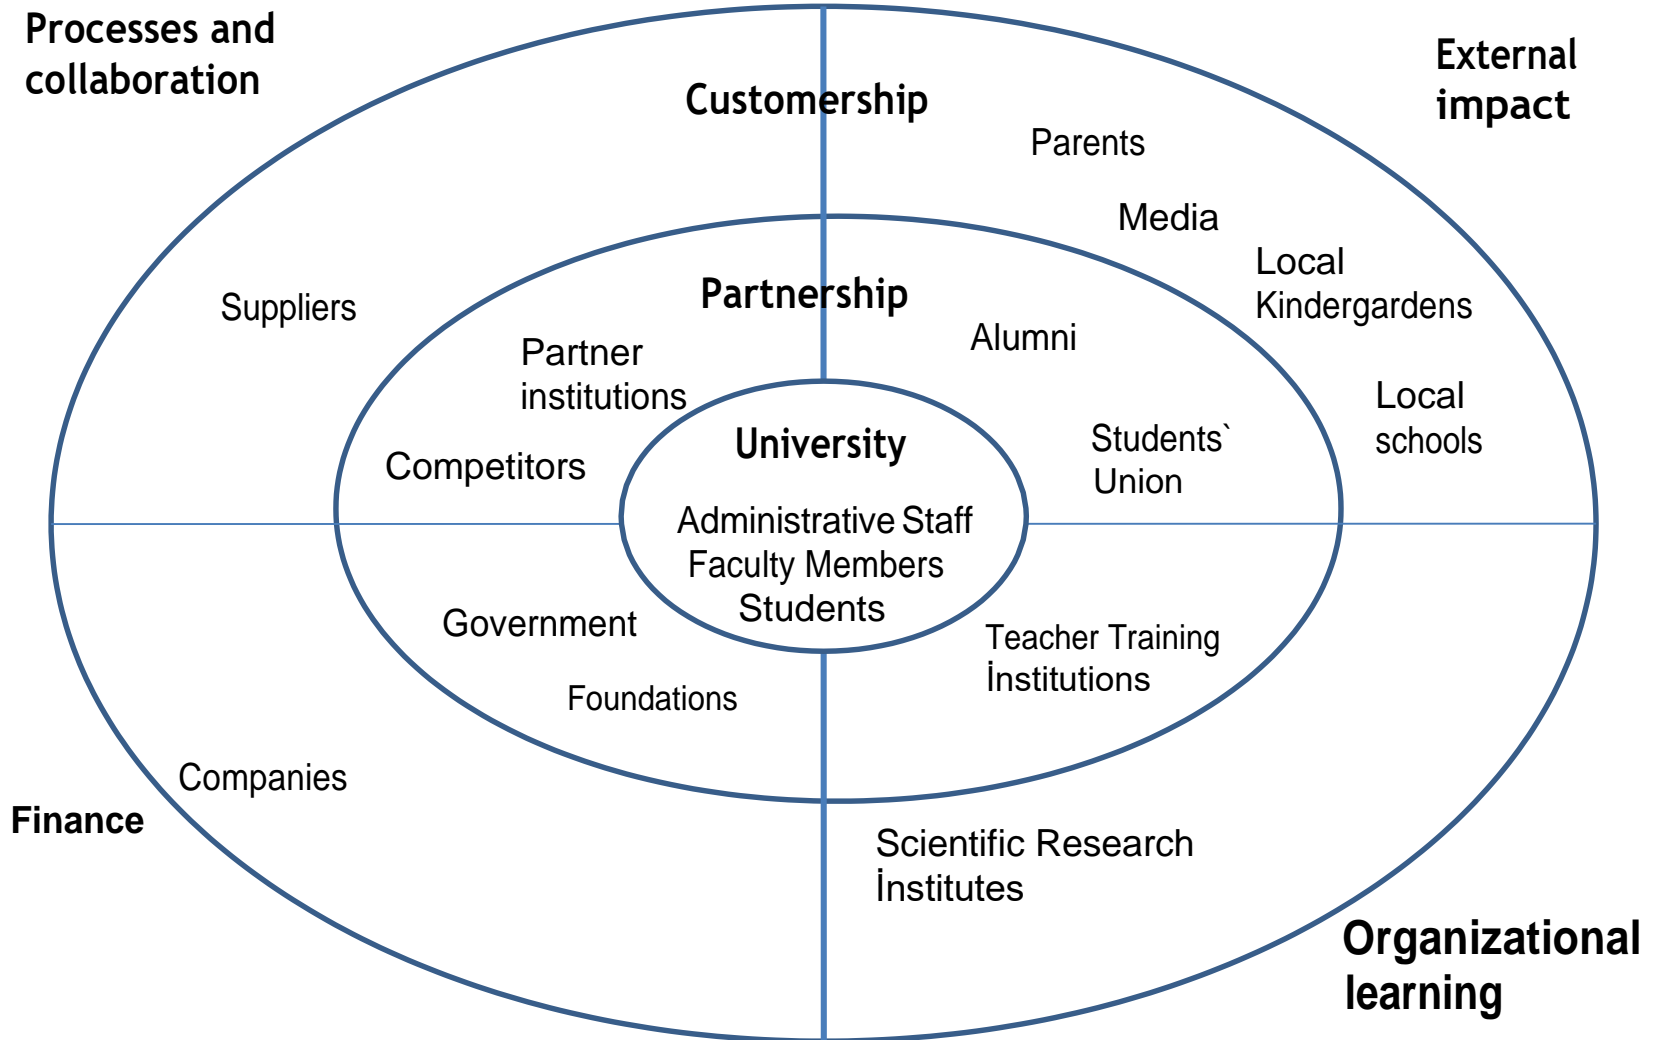 Processes and
collaboration
External
impact
Customership
Parents
Media
Local
Kindergardens
Suppliers
Partnership
Alumni
Partner
institutions
Local
schools
Students`
Union
Competitors
University
Administrative Staff
Faculty Members
Students
Government
Foundations
Teacher Training
İnstitutions
Companies
Finance
Scientific Research
İnstitutes
Organizational
learning